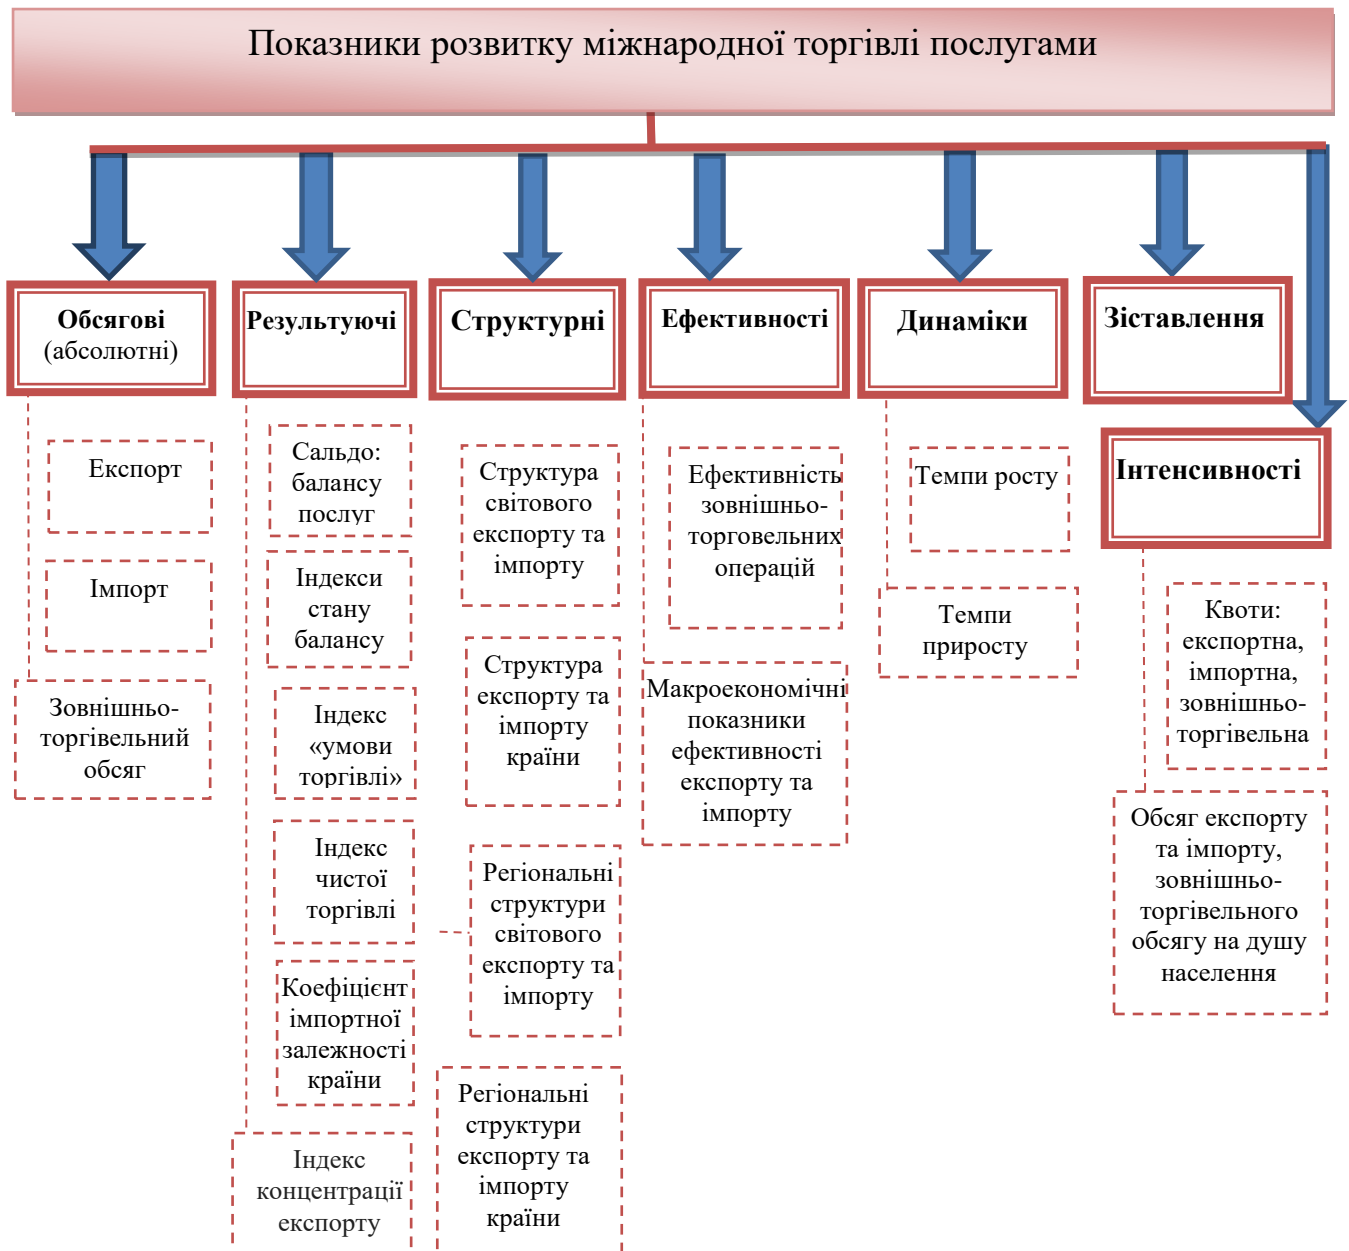 Показники розвитку міжнародної торгівлі послугами
Обсягові
(абсолютні)
Експорт
Імпорт
Зовнішньо-
торгівельний
обсяг
Результуючі
Сальдо:
балансу
послуг
Індекси
стану
балансу
Індекс
«умови
торгівлі»
Індекс
чистої
торгівлі
Коефіцієнт
імпортної
залежності
країни
Індекс
концентрації
експорту
Структурні
Структура
світового
експорту та
імпорту
Структура
експорту та
імпорту
країни
Регіональні
структури
світового
експорту та
імпорту
Регіональні
структури
експорту та
імпорту
країни
Ефективності
Ефективність
зовнішньо-
торговельних
операцій
Макроекономічні
показники
ефективності
експорту та
імпорту
Динаміки
Темпи росту
Темпи
приросту
Зіставлення
Інтенсивності
Квоти:
експортна,
імпортна,
зовнішньо-
торгівельна
Обсяг експорту
та імпорту,
зовнішньо-
торгівельного
обсягу на душу
населення